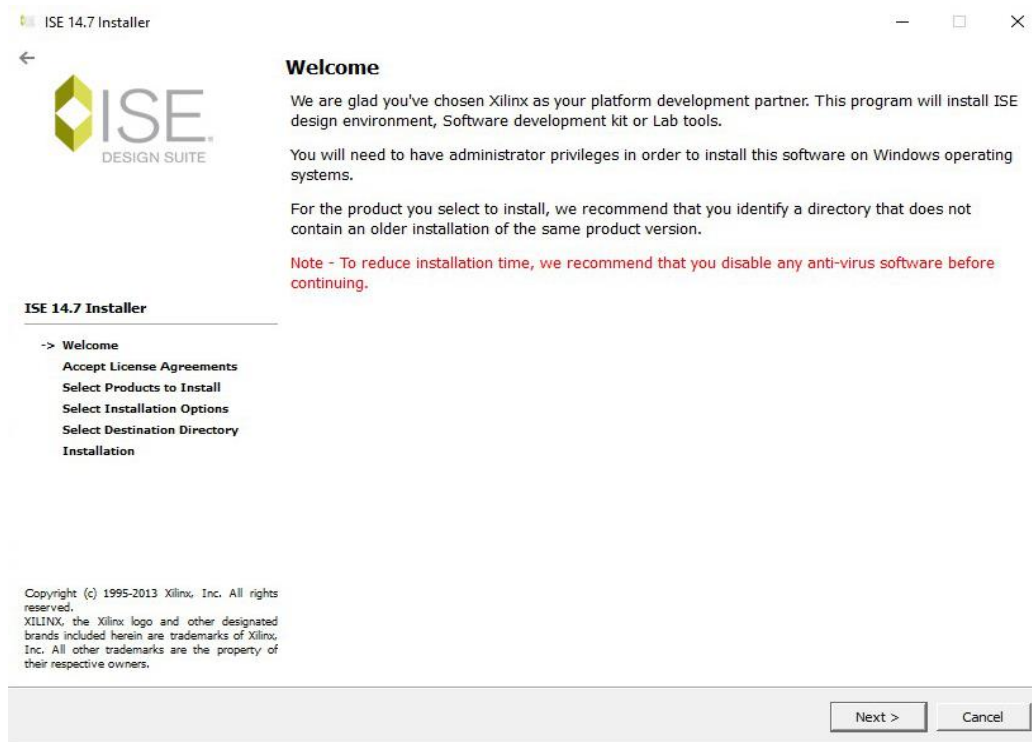 ISE 14.7 Installer
ISE
DESIGN SUITE
Welcome
We are glad you've chosen Xilinx as your platform development partner. This program will install ISE
design environment, Software development kit or Lab tools.
You will need to have administrator privileges in order to install this software on Windows operating
systems.
For the product you select to install, we recommend that you identify a directory that does not
contain an older installation of the same product version.
Note - To reduce installation time, we recommend that you disable any anti-virus software before
continuing.
ISE 14.7 Installer
-> Welcome
Accept License Agreements
Select Products to Install
Select Installation Options
Select Destination Directory
Installation
Copyright (c) 1995-2013 Xilinx, Inc. All rights
reserved.
XILINX, the Xilinx logo and other designated
brands included herein are trademarks of Xilinx,
Inc. All other trademarks are the property of
their respective owners.
Next >
Cancel